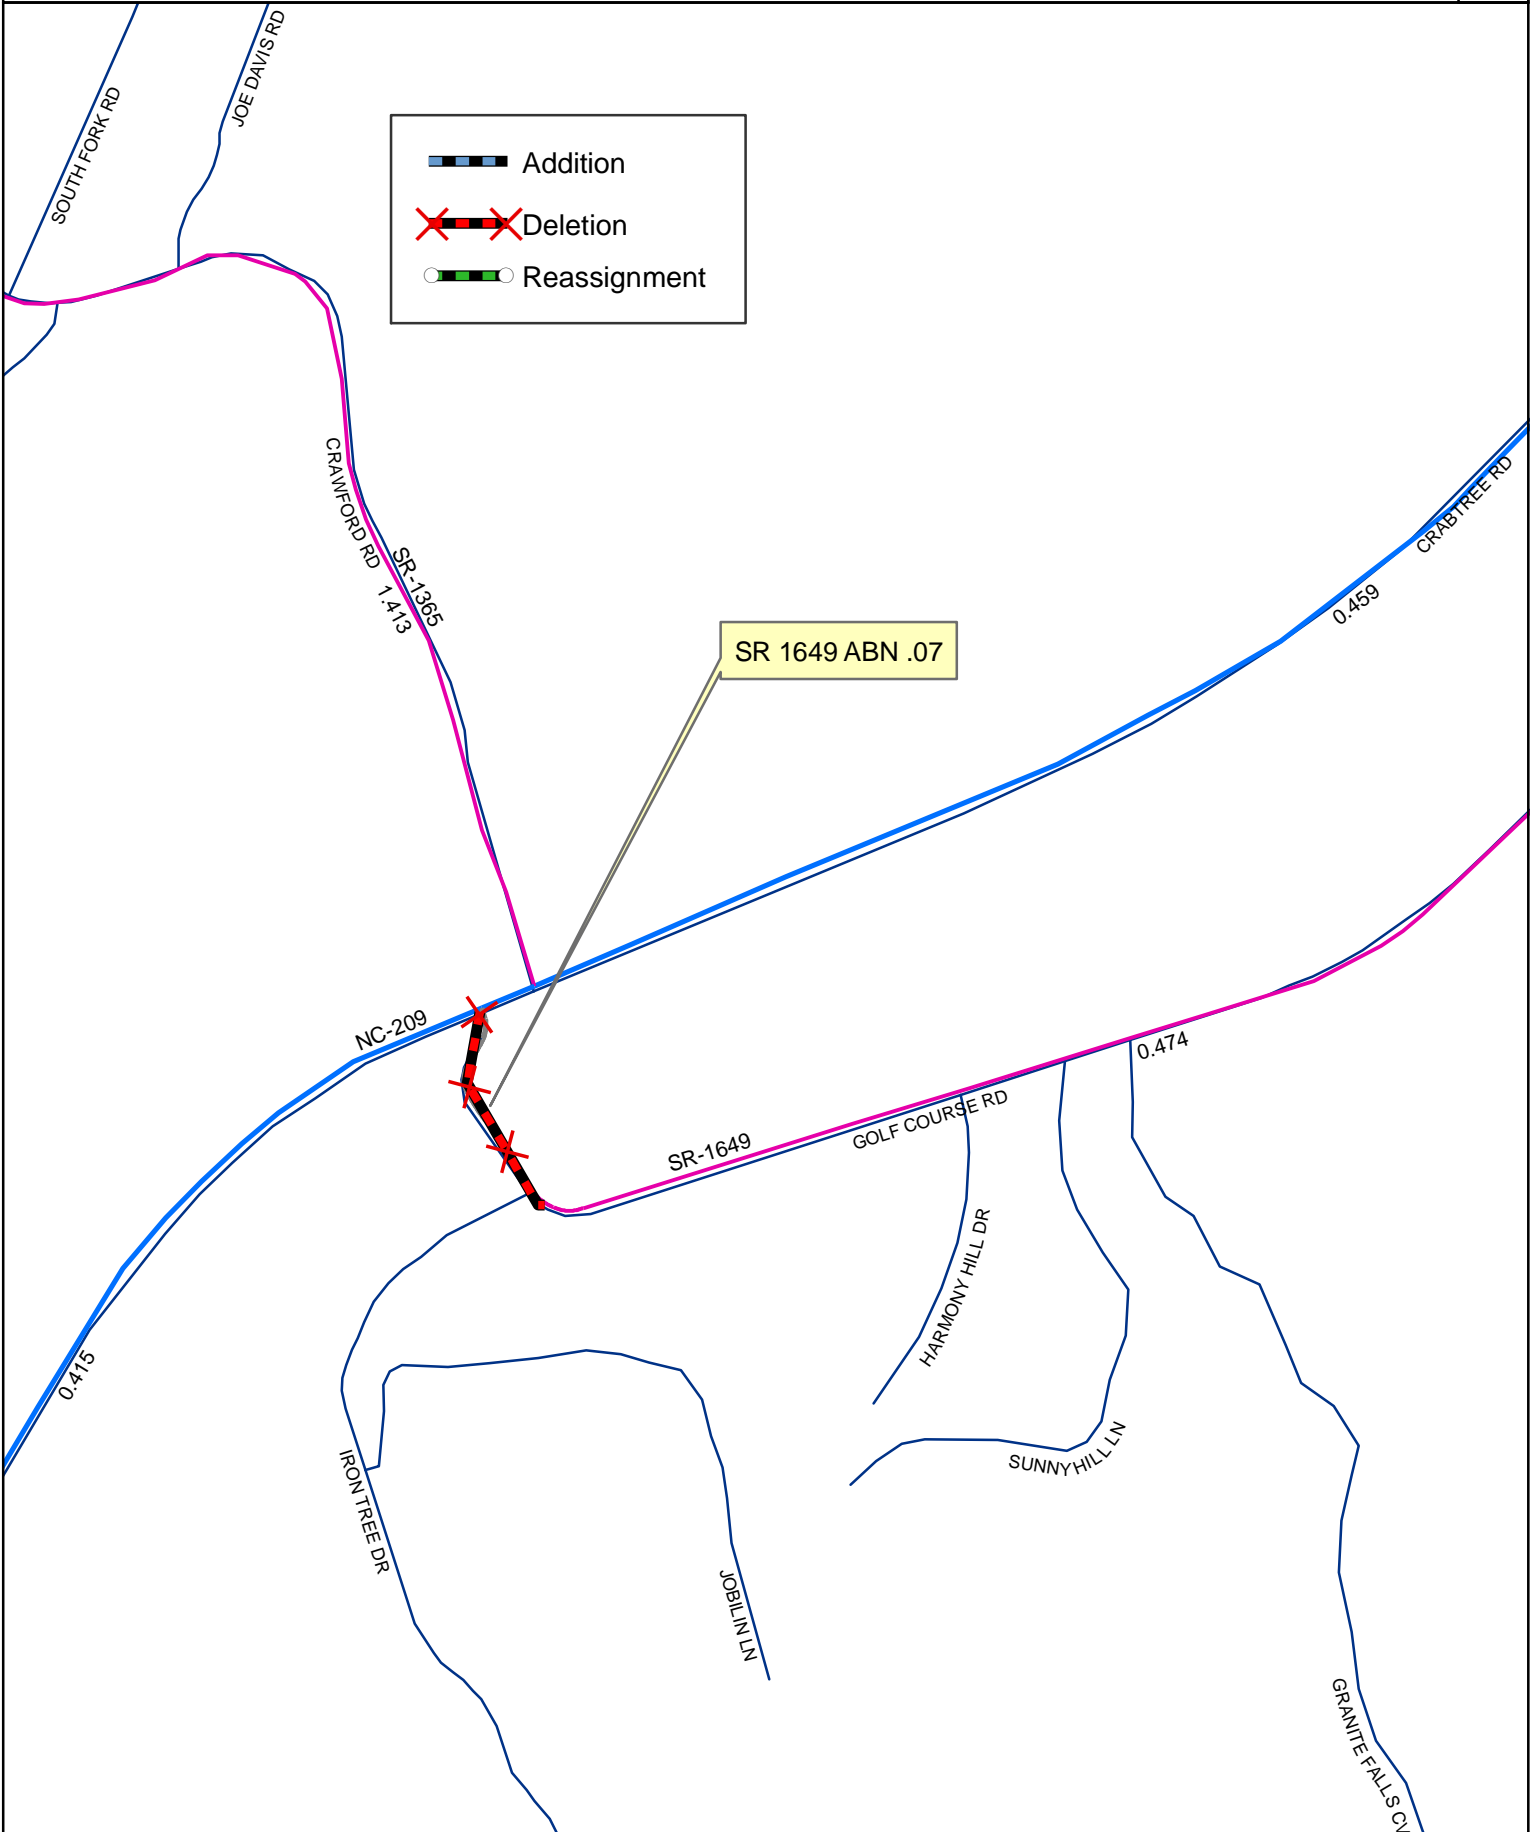 SOUTH FORK RD
JOE DAVIS RD
Addition
Deletion
Reassignment
CRAWFORD RD
SR-1365
1.413
CRABTREE RD
0.459
SR 1649 ABN .07
NC-209
0.474
GOLF COURSE RD
SR-1649
HARMONY HILL DR
0.415
SUNNYHILL LN
IRON TREE DR
JOBILIN LN
GRANITE FALLS CV